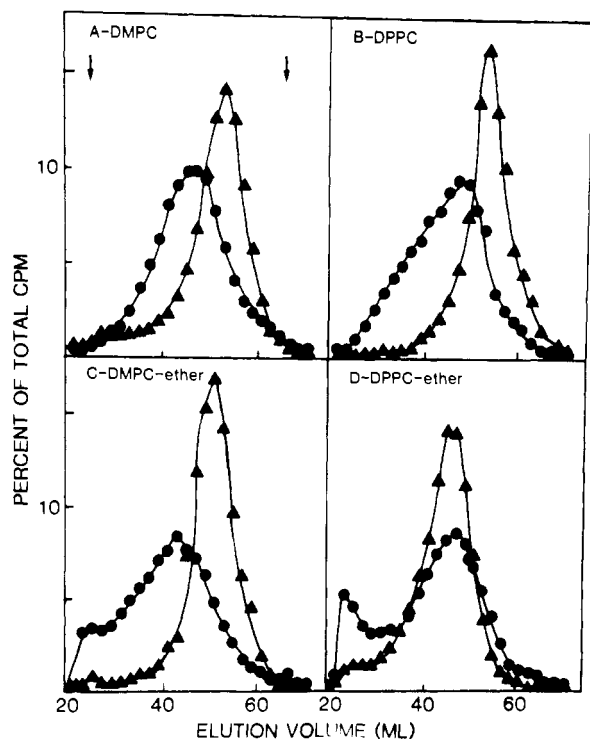 A-DMPC
B-DPPC
10
C-DMPC-ether
D-DPPC-ether
10
PERCENT OF TOTAL CPM
20 40 60 20 40 60
ELUTION VOLUME (ML)